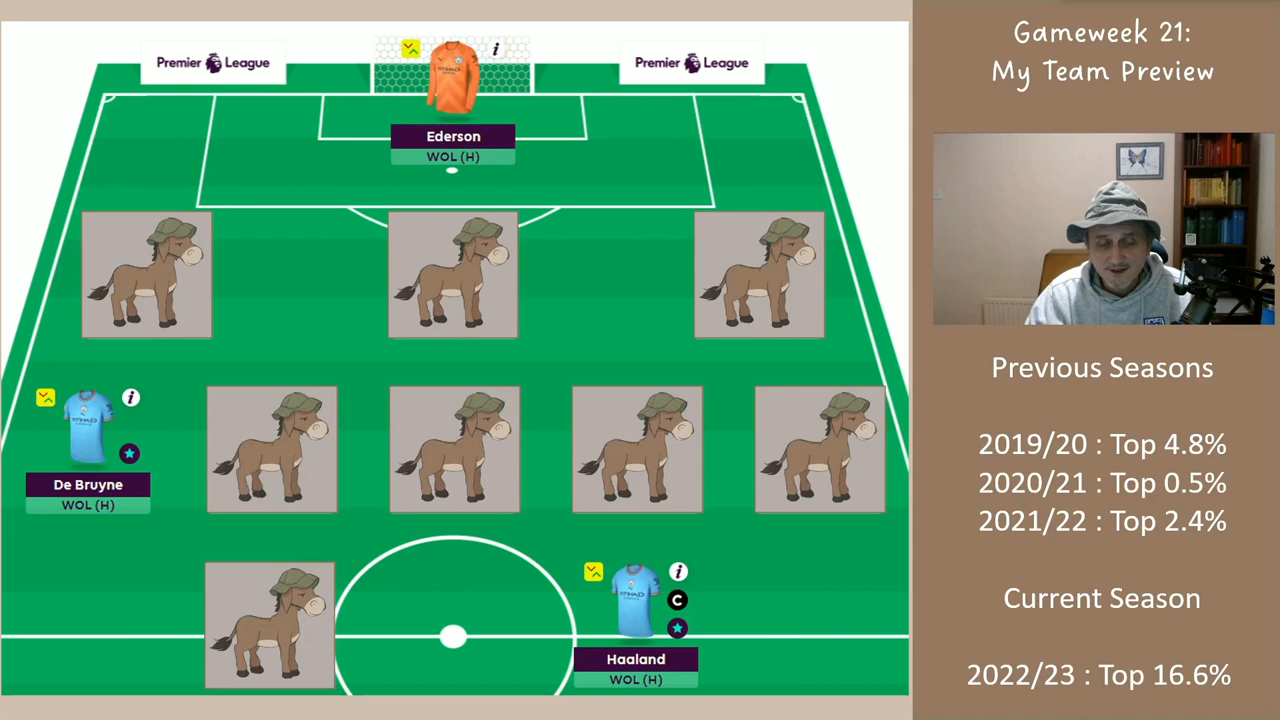 Gameweek 21:
My Team Preview
Premier League
Premier League
Ederson
WOL (H)
De Bruyne
WOL (H)
C
Haaland
WOL (H)
Previous Seasons
2019/20 : Top 4.8%
2020/21 : Top 0.5%
2021/22 : Top 2.4%
Current Season
2022/23 : Top 16.6%